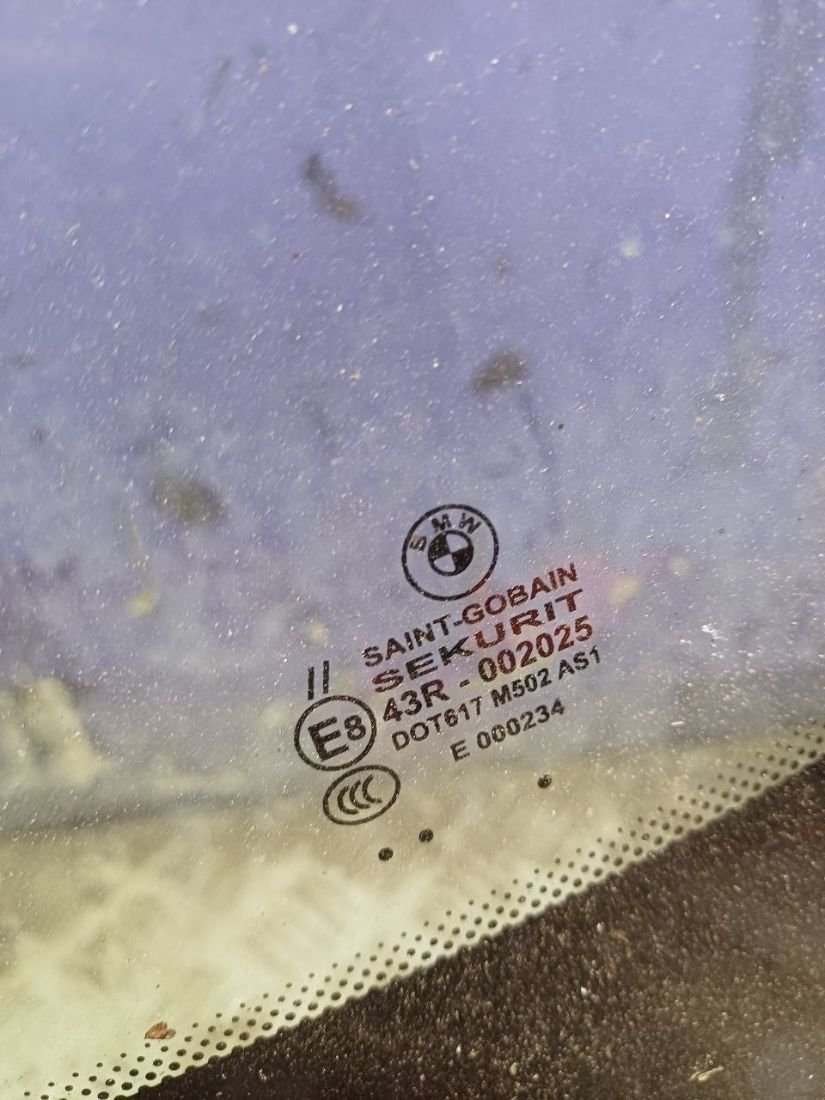 BMW
SAINT-GOBAIN
SEKURIT
II
43R - 002025
E8
DOT617 M502 AS1
E 000234
CCC